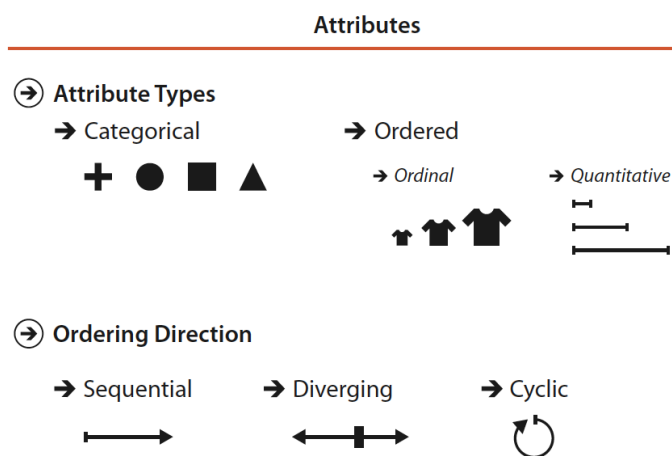 Attributes
Attribute Types
Categorical
Ordered
Ordinal
Quantitative
Ordering Direction
Sequential
Diverging
Cyclic